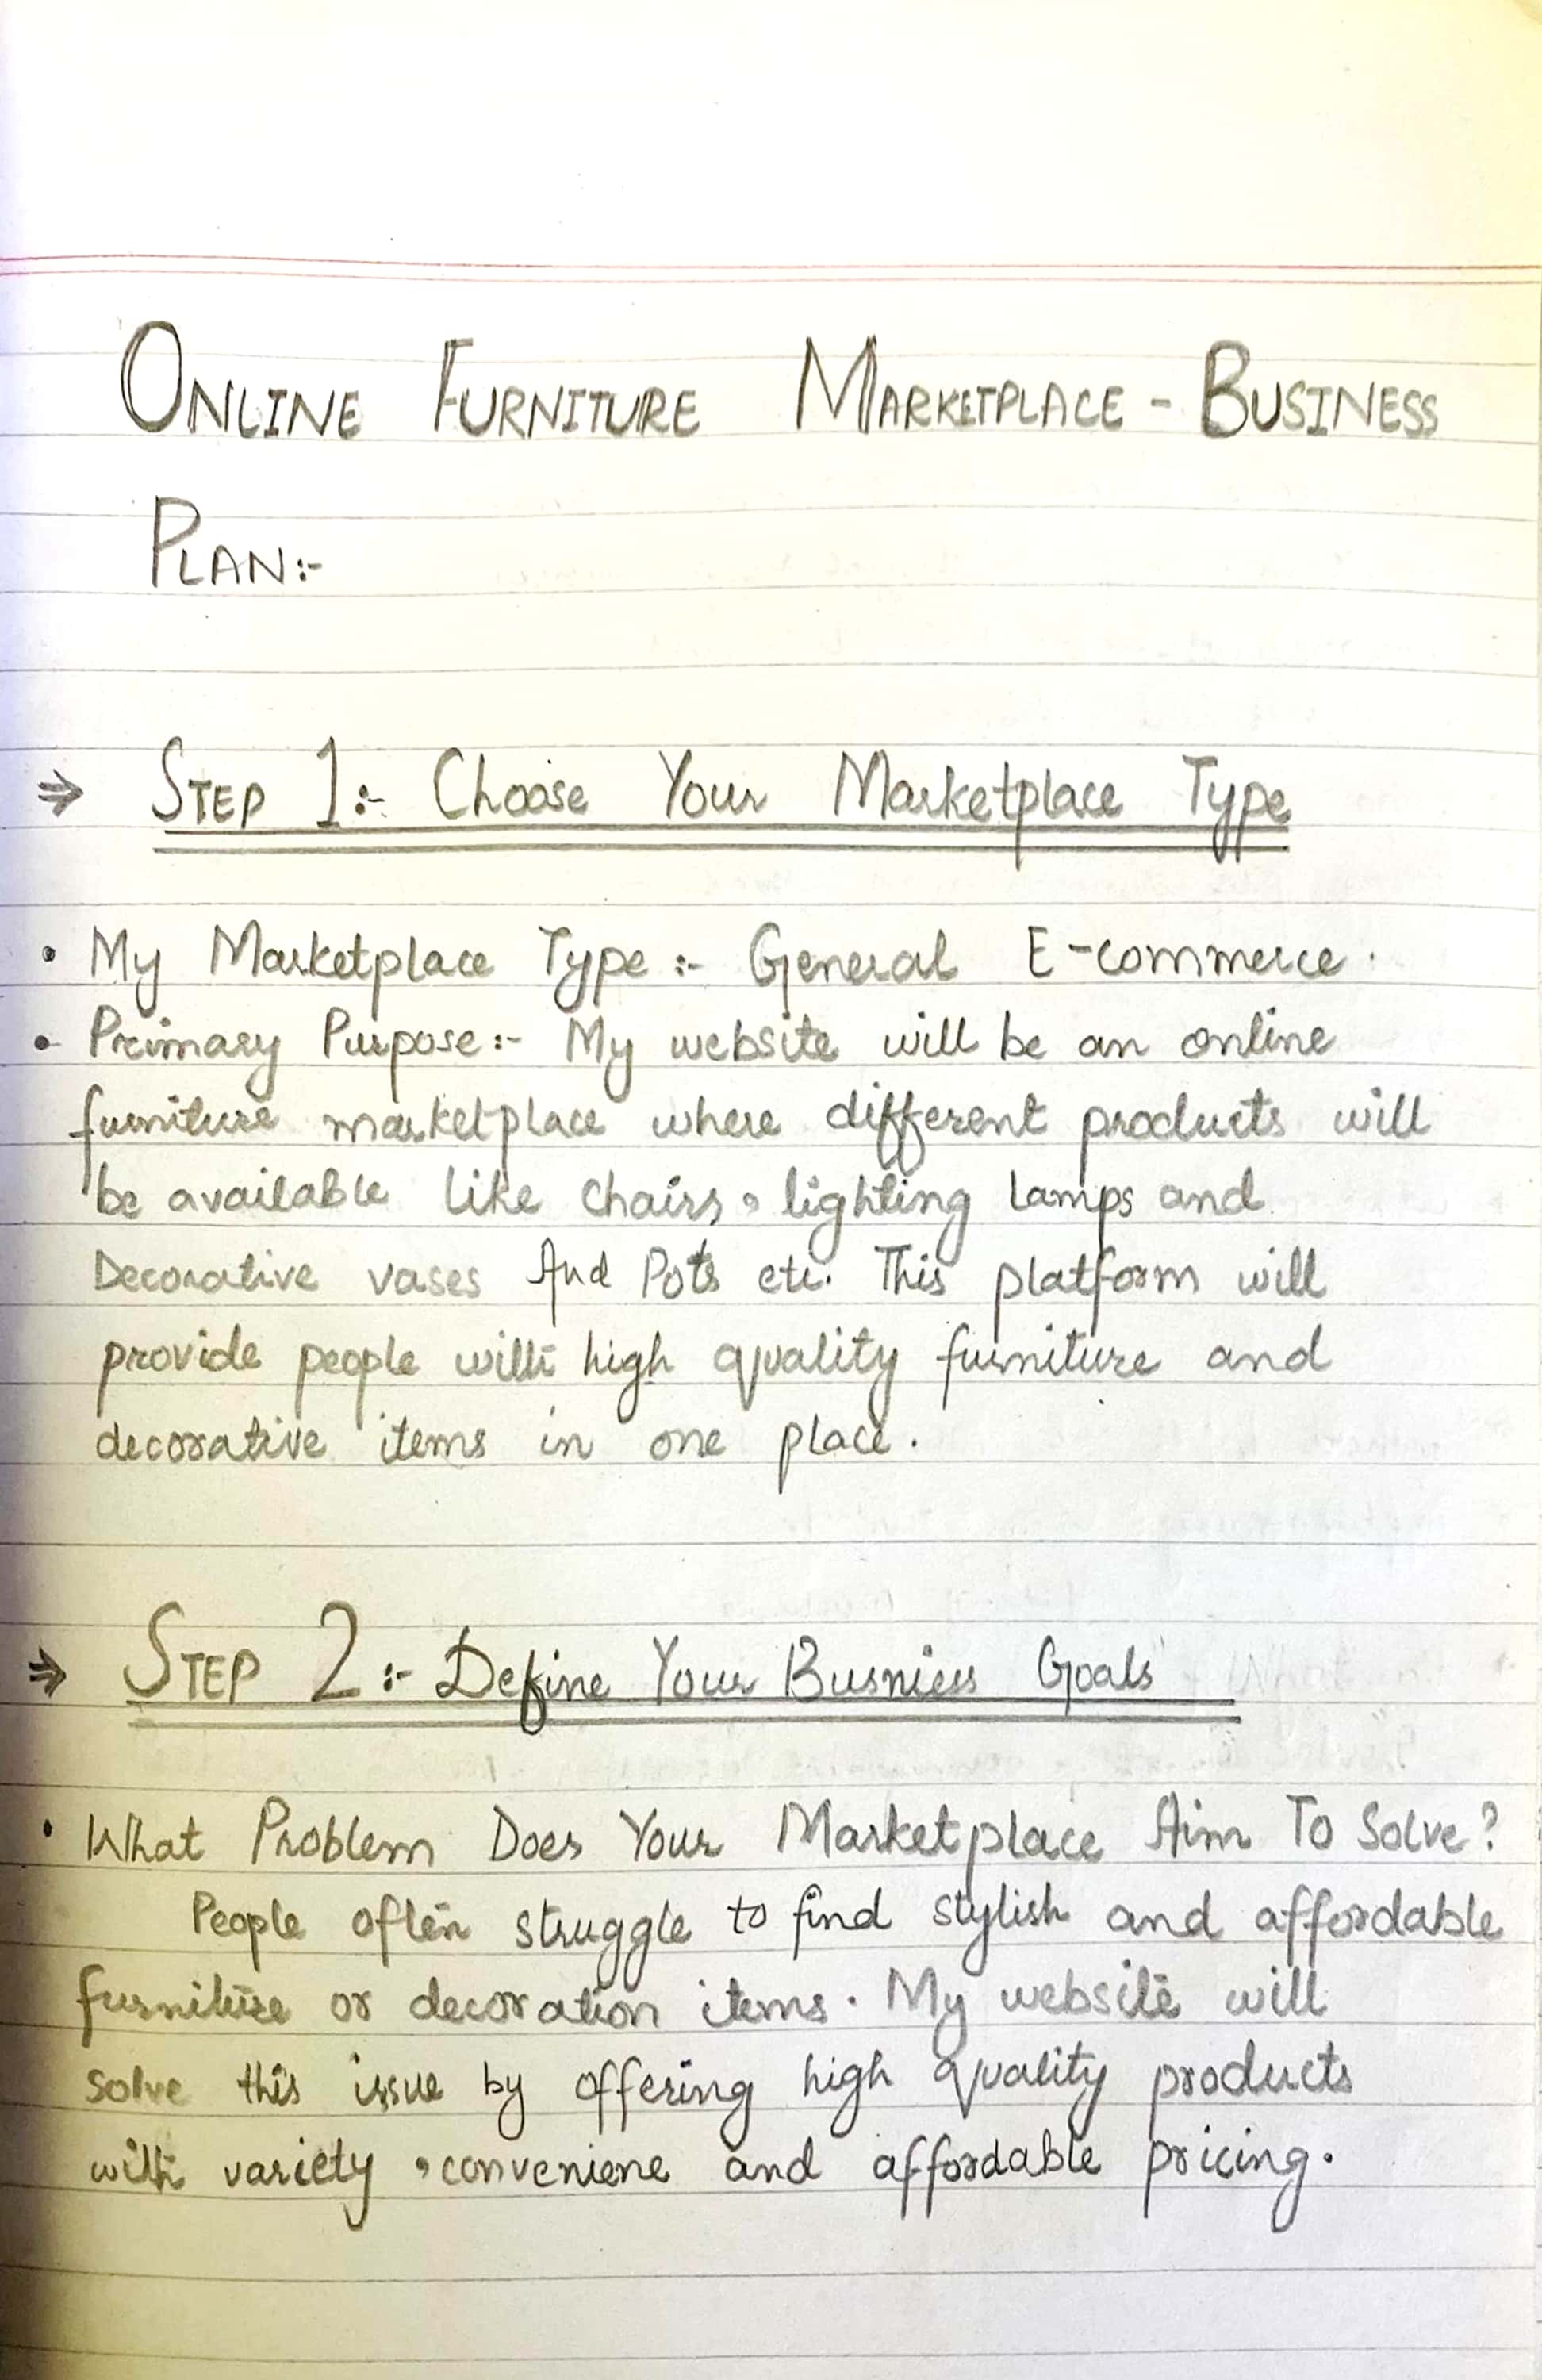 ONLINE FURNITURE MARKETPLACE - BUSINESS
PLAN:-
⇒ STEP 1:- Choose Your Marketplace Type
• My Marketplace Type :- General E-commerce.
• Primary Purpose:- My website will be an online
furniture marketplace where different products will
be available like chairs, lighting lamps and
Decorative vases And Pots etc. This platform will
provide people with high quality furniture and
decorative items in one place.
⇒ STEP 2:- Define Your Busniess Goals
• What Problem Does Your Marketplace Aim To Solve?
People often struggle to find stylish and affordable
furniture or decoration items. My website will
solve this issue by offering high quality products
with variety, conveniene and affordable pricing.